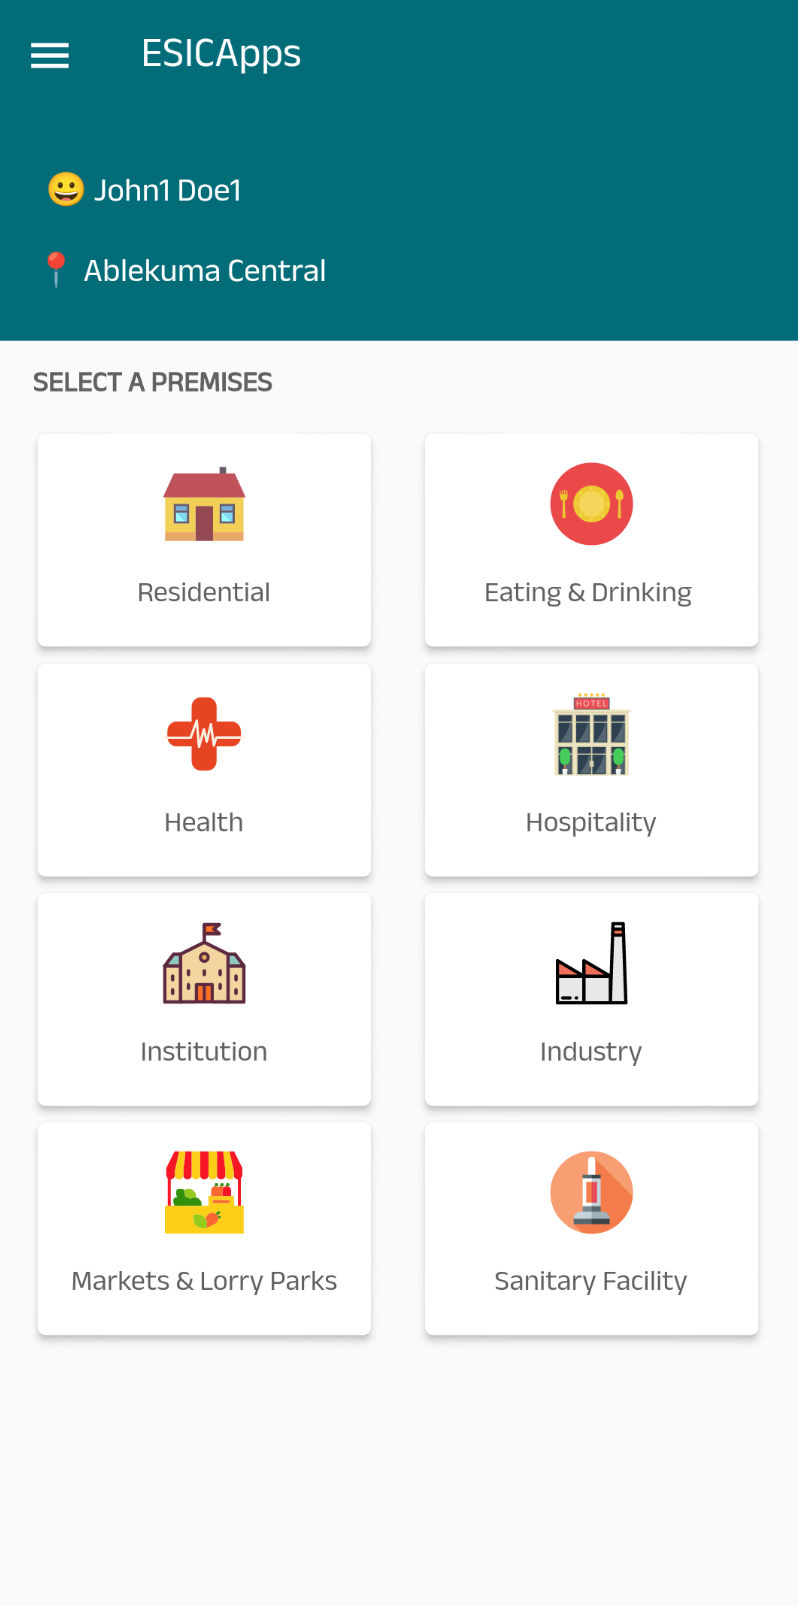 ESICApps
😀 John1 Doe1
📍 Ablekuma Central
SELECT A PREMISES
Residential
Eating & Drinking
Health
HOTEL
Hospitality
Institution
Industry
Markets & Lorry Parks
Sanitary Facility